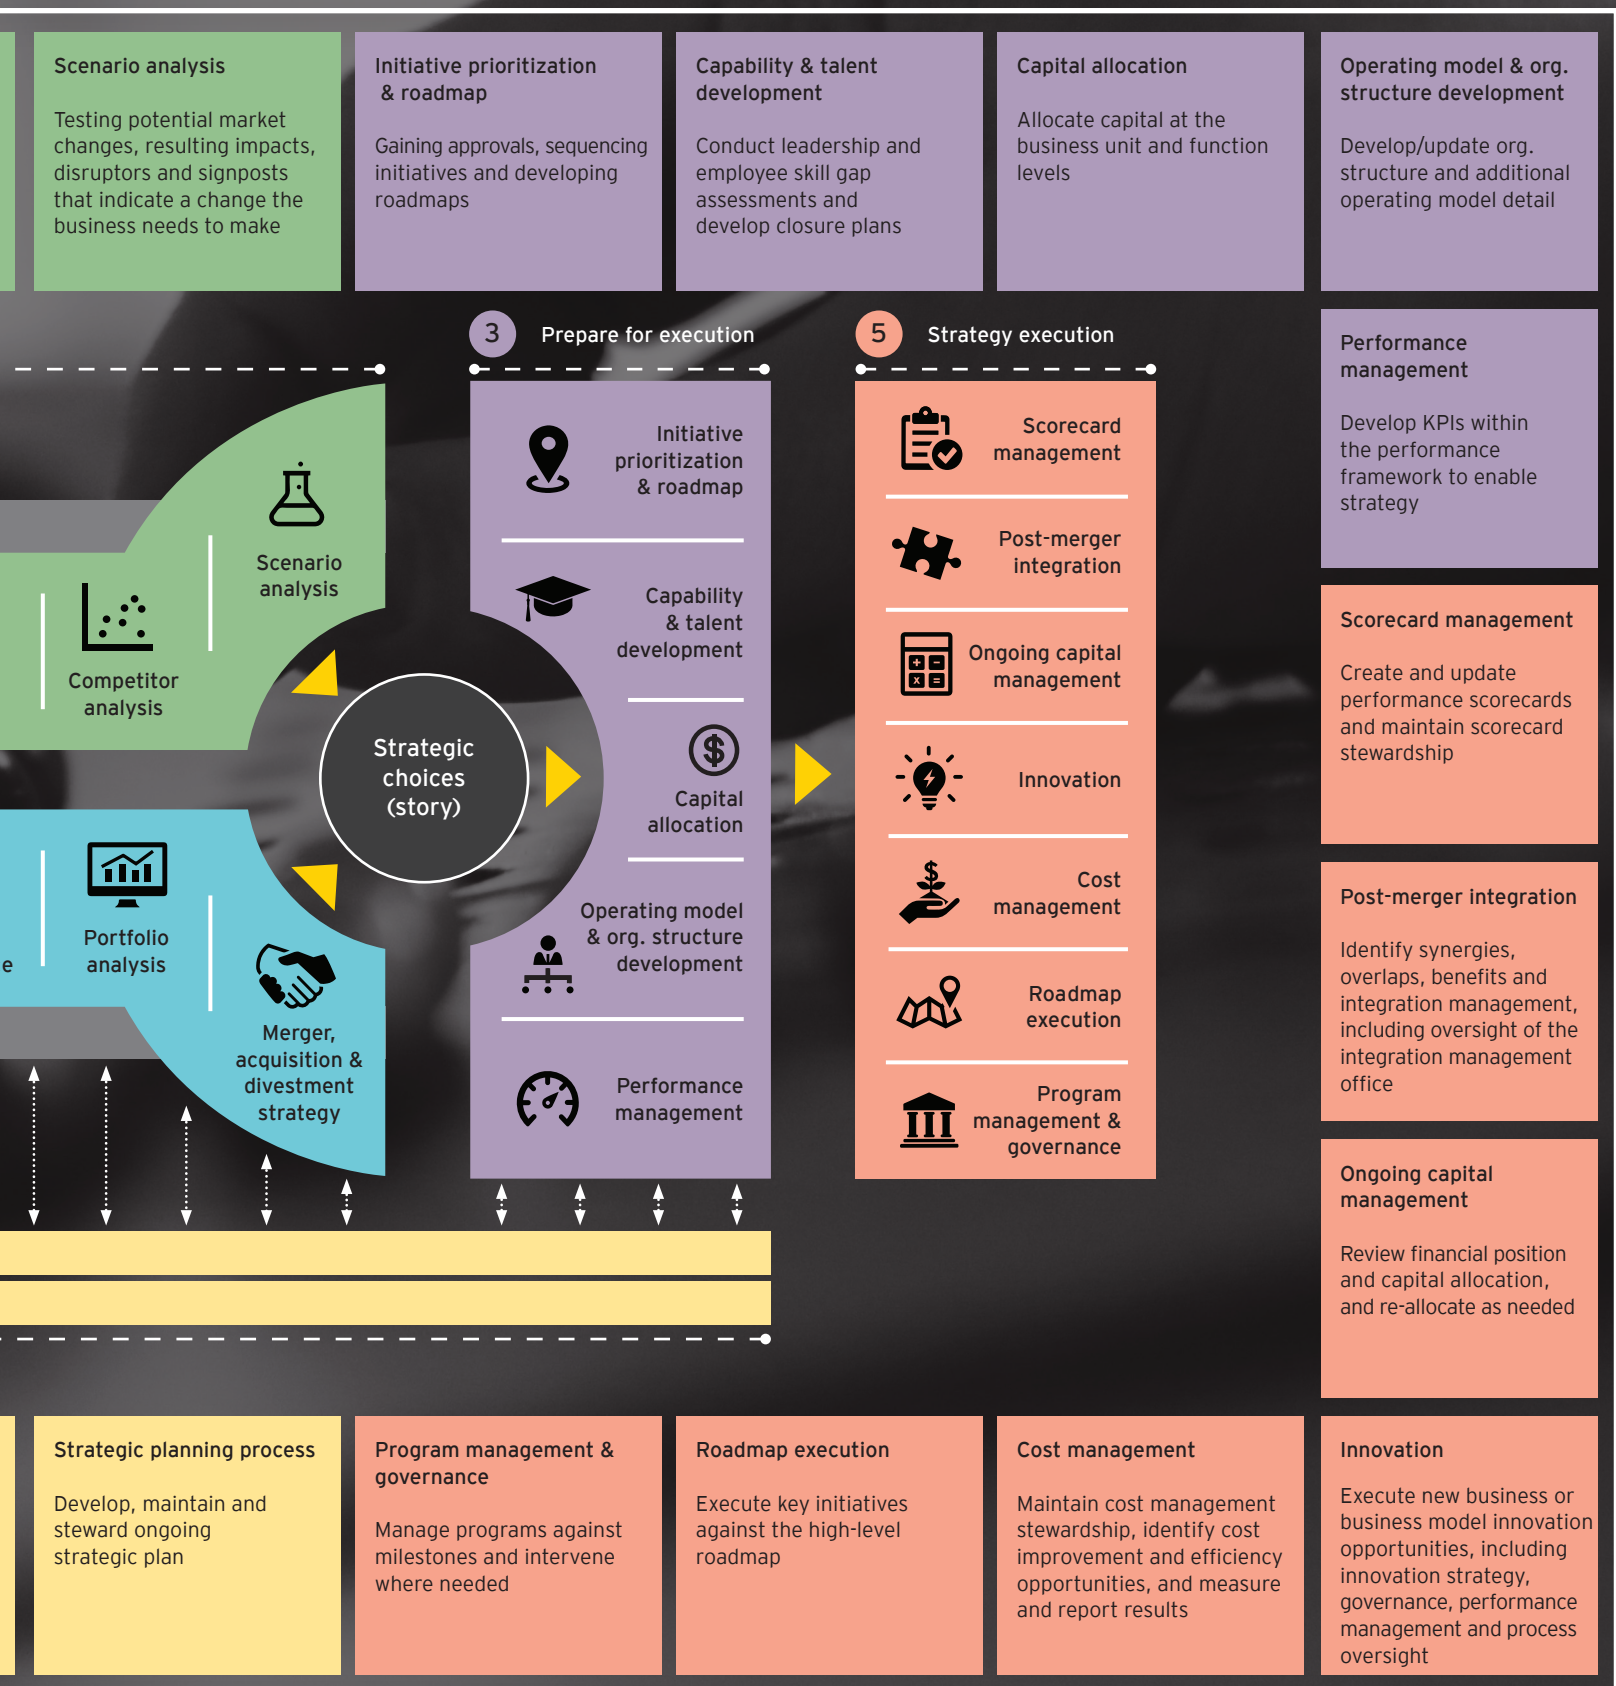 Scenario analysis
Testing potential market
changes, resulting impacts,
disruptors and signposts
that indicate a change the
business needs to make
Initiative prioritization
& roadmap
Gaining approvals, sequencing
initiatives and developing
roadmaps
Capability & talent
development
Conduct leadership and
employee skill gap
assessments and
develop closure plans
Capital allocation
Allocate capital at the
business unit and function
levels
Operating model & org.
structure development
Develop/update org.
structure and additional
operating model detail
Performance
management
Develop KPIs within
the performance
framework to enable
strategy
Scorecard management
Create and update
performance scorecards
and maintain scorecard
stewardship
Post-merger integration
Identify synergies,
overlaps, benefits and
integration management,
including oversight of the
integration management
office
Ongoing capital
management
Review financial position
and capital allocation,
and re-allocate as needed
Scenario
analysis
Competitor
analysis
Strategic
choices
(story)
Portfolio
analysis
e
Merger,
acquisition &
divestment
strategy
3 Prepare for execution
Initiative
prioritization
& roadmap
Capability
& talent
development
$
Capital
allocation
Operating model
& org. structure
development
Performance
management
5 Strategy execution
Scorecard
management
Post-merger
integration
+ −
x =
Ongoing capital
management
Innovation
$
Cost
management
Roadmap
execution
Program
management &
governance
Strategic planning process
Develop, maintain and
steward ongoing
strategic plan
Program management &
governance
Manage programs against
milestones and intervene
where needed
Roadmap execution
Execute key initiatives
against the high-level
roadmap
Cost management
Maintain cost management
stewardship, identify cost
improvement and efficiency
opportunities, and measure
and report results
Innovation
Execute new business or
business model innovation
opportunities, including
innovation strategy,
governance, performance
management and process
oversight